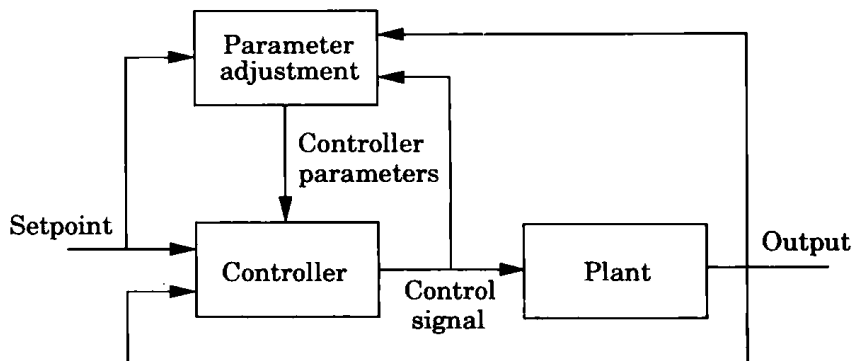 Parameter
adjustment
Controller
parameters
Setpoint
Controller
Control
signal
Plant
Output